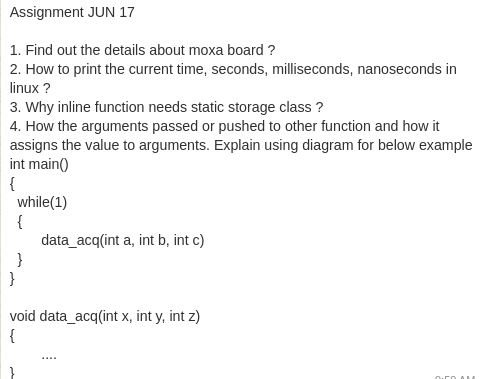 Assignment JUN 17
1. Find out the details about moxa board ?
2. How to print the current time, seconds, milliseconds, nanoseconds in
linux ?
3. Why inline function needs static storage class ?
4. How the arguments passed or pushed to other function and how it
assigns the value to arguments. Explain using diagram for below example
int main()
{
while(1)
{
data_acq(int a, int b, int c)
}
}
void data_acq(int x, int y, int z)
{
....
}